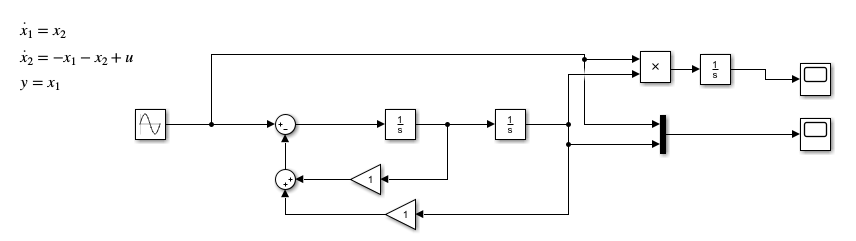 ẋ₁ = x₂
ẋ₂ = −x₁ − x₂ + u
y = x₁
×
1
s
+
−
1
s
1
s
+
+
1
1